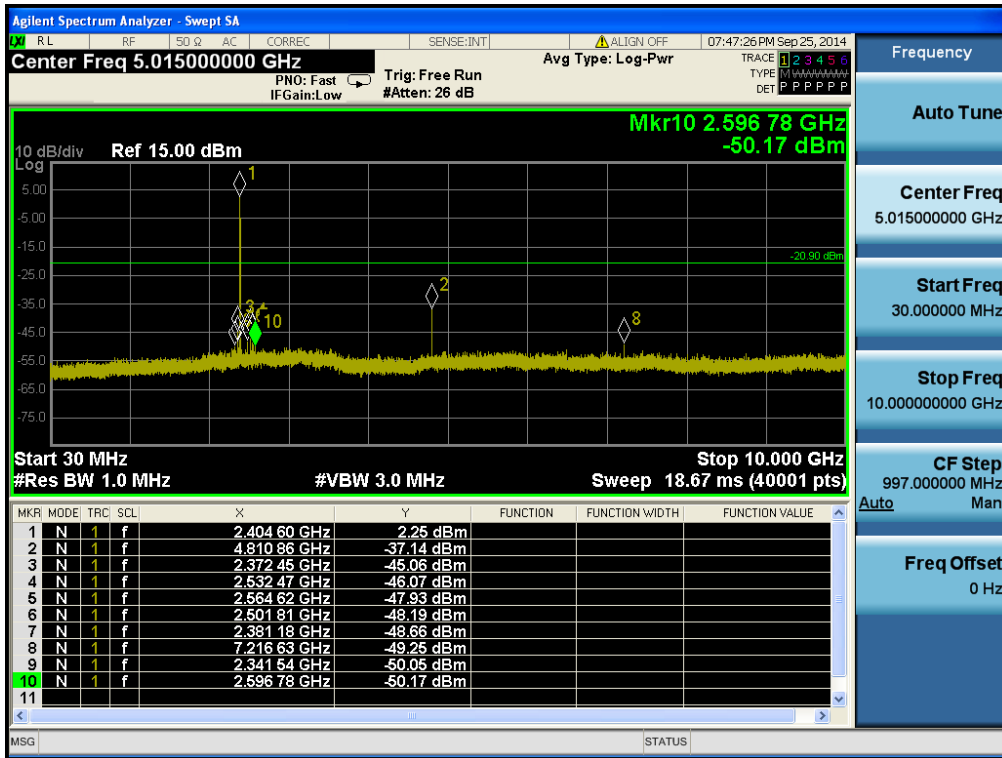 Agilent Spectrum Analyzer - Swept SA
LXI RL RF 50 Ω AC CORREC SENSE:INT ALIGN OFF 07:47:26 PM Sep 25, 2014
Center Freq 5.015000000 GHz
PNO: Fast
IFGain:Low
Trig: Free Run
#Atten: 26 dB
Avg Type: Log-Pwr
TRACE 1 2 3 4 5 6
TYPE M WWWWW
DET P P P P P P
Mkr10 2.596 78 GHz
-50.17 dBm
10 dB/div Ref 15.00 dBm
Log
5.00
-5.00
-15.0
-25.0
-35.0
-45.0
-55.0
-65.0
-75.0
-20.90 dBm
1
2
3
10
8
Start 30 MHz Stop 10.000 GHz
#Res BW 1.0 MHz #VBW 3.0 MHz Sweep 18.67 ms (40001 pts)
MKR MODE TRC SCL X Y FUNCTION FUNCTION WIDTH FUNCTION VALUE
1 N 1 f 2.404 60 GHz 2.25 dBm
2 N 1 f 4.810 86 GHz -37.14 dBm
3 N 1 f 2.372 45 GHz -45.06 dBm
4 N 1 f 2.532 47 GHz -46.07 dBm
5 N 1 f 2.564 62 GHz -47.93 dBm
6 N 1 f 2.501 81 GHz -48.19 dBm
7 N 1 f 2.381 18 GHz -48.66 dBm
8 N 1 f 7.216 63 GHz -49.25 dBm
9 N 1 f 2.341 54 GHz -50.05 dBm
10 N 1 f 2.596 78 GHz -50.17 dBm
11
MSG STATUS
Frequency
Auto Tune
Center Freq
5.015000000 GHz
Start Freq
30.000000 MHz
Stop Freq
10.000000000 GHz
CF Step
997.000000 MHz
Auto Man
Freq Offset
0 Hz